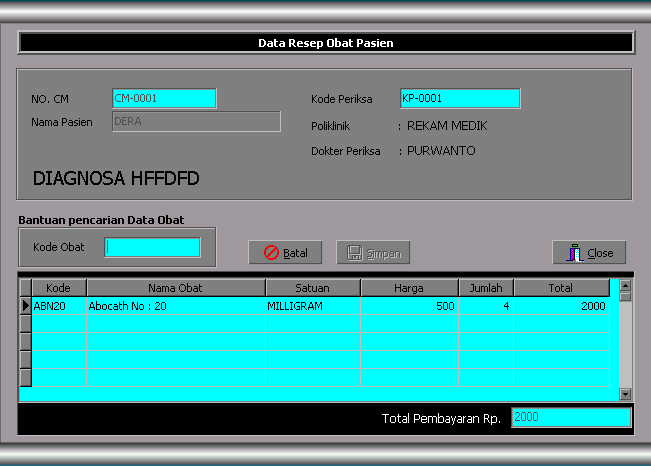 Data Resep Obat Pasien
NO. CM CM-0001 Kode Periksa KP-0001
Nama Pasien DERA Poliklinik : REKAM MEDIK
Dokter Periksa : PURWANTO
DIAGNOSA HFFDFD
Bantuan pencarian Data Obat
Kode Obat Batal Simpan Close
Kode Nama Obat Satuan Harga Jumlah Total
ABN20 Abocath No : 20 MILLIGRAM 500 4 2000
Total Pembayaran Rp. 2000